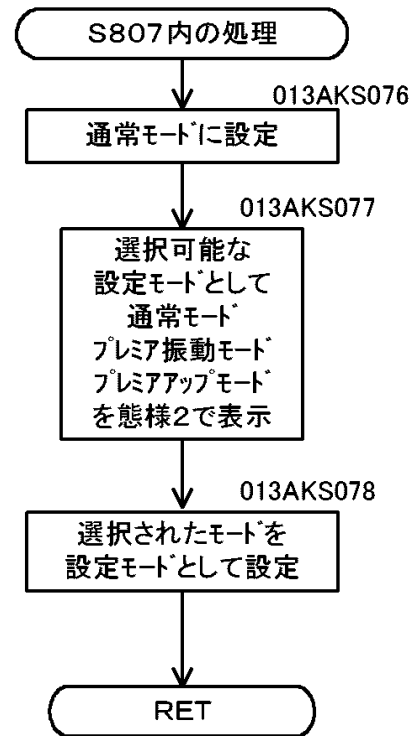 S807内の処理
013AKS076
通常モードに設定
013AKS077
選択可能な
設定モードとして
通常モード
プレミア振動モード
プレミアアップモード
を態様2で表示
013AKS078
選択されたモードを
設定モードとして設定
RET